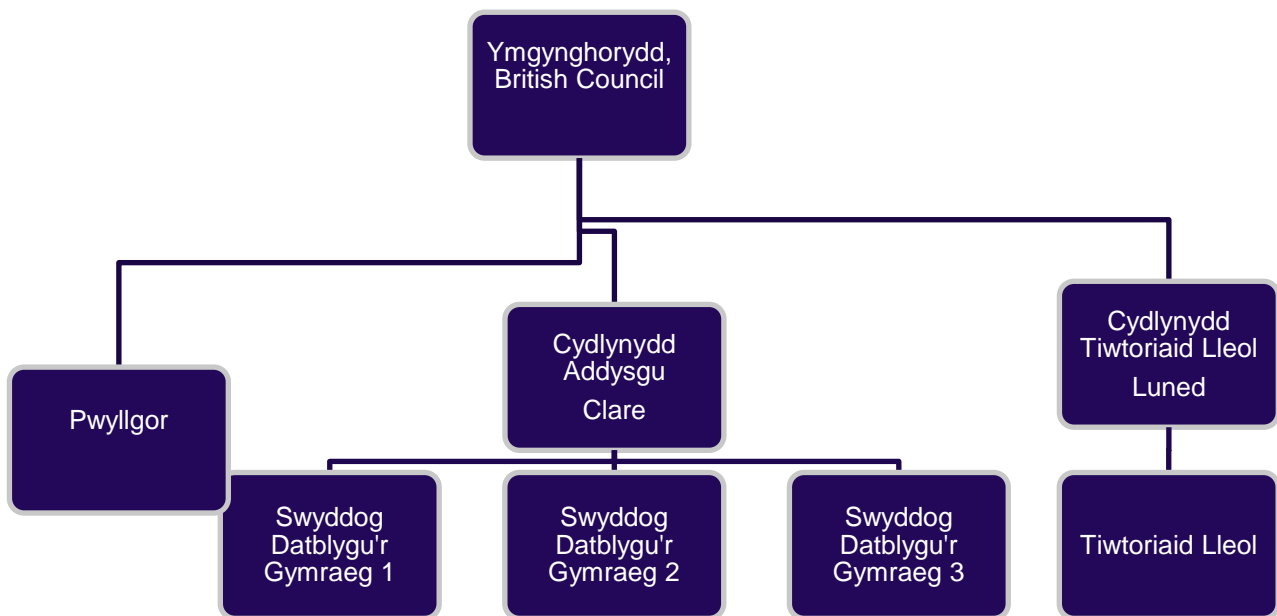 Ymgynghorydd,
British Council
Pwyllgor
Cydlynydd
Addysgu
Clare
Cydlynydd
Tiwtoriaid Lleol
Luned
Swyddog
Datblygu'r
Gymraeg 1
Swyddog
Datblygu'r
Gymraeg 2
Swyddog
Datblygu'r
Gymraeg 3
Tiwtoriaid Lleol